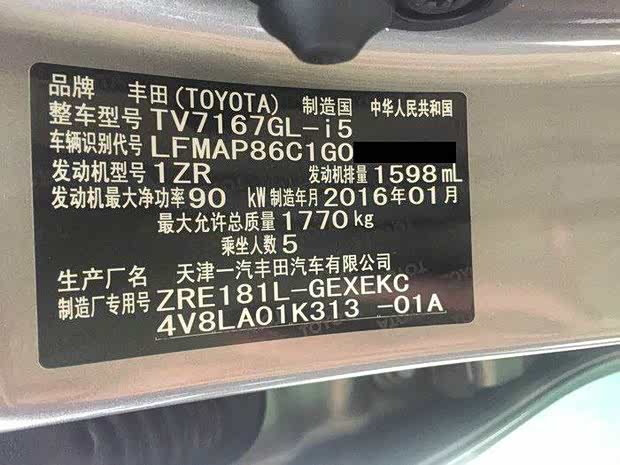 品牌 丰田(TOYOTA) 制造国 中华人民共和国
整车型号 TV7167GL-i5
车辆识别代号 LFMAP86C1G0
发动机型号 1ZR 发动机排量 1598 mL
发动机最大净功率 90 kW 制造年月 2016年01月
最大允许总质量 1770 kg
乘坐人数 5
生产厂名 天津一汽丰田汽车有限公司
制造厂专用号 ZRE181L-GEXEKC
4V8LA01K313 -01A